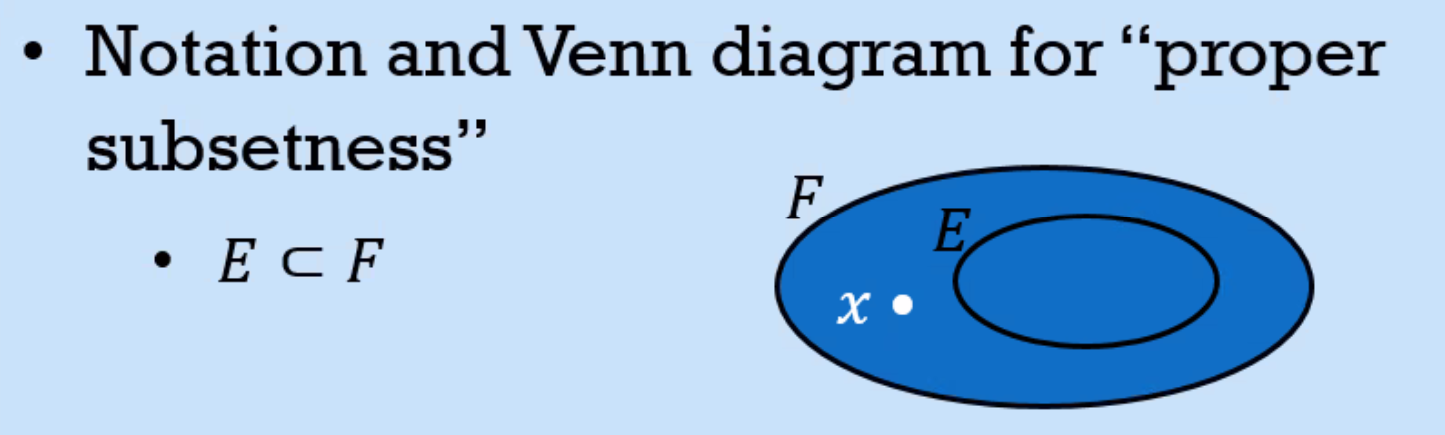 • Notation and Venn diagram for “proper
subsetness”
• E ⊂ F
F
E
x